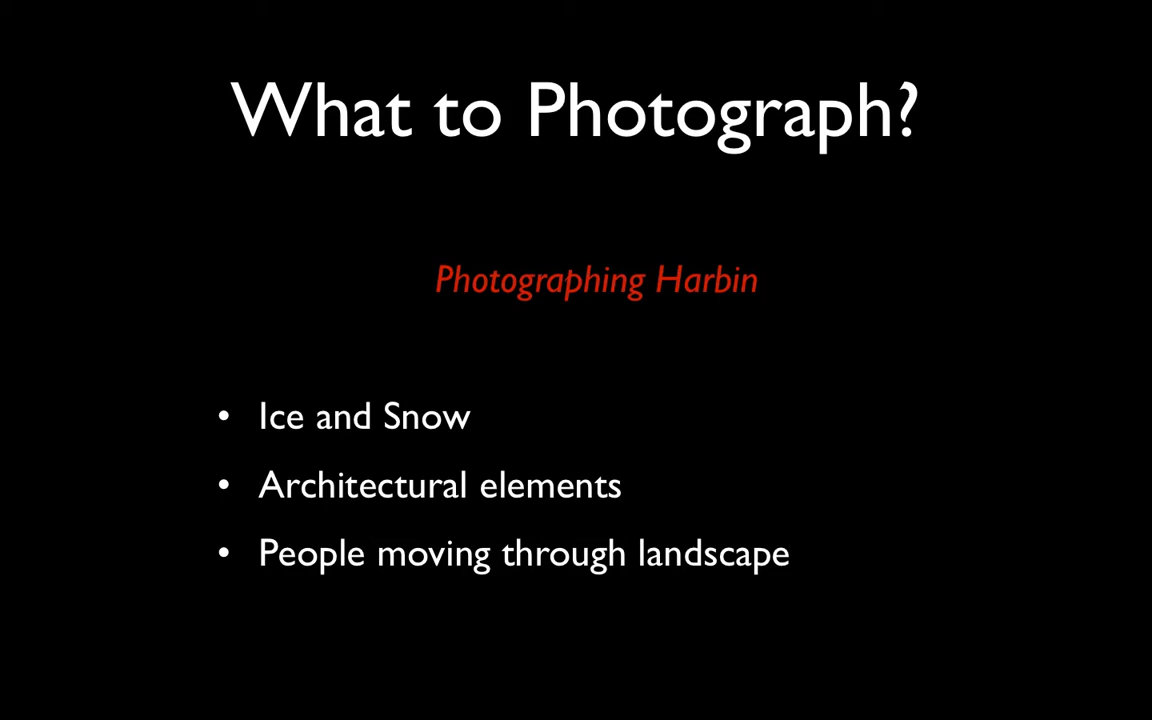 What to Photograph?
Photographing Harbin
• Ice and Snow
• Architectural elements
• People moving through landscape